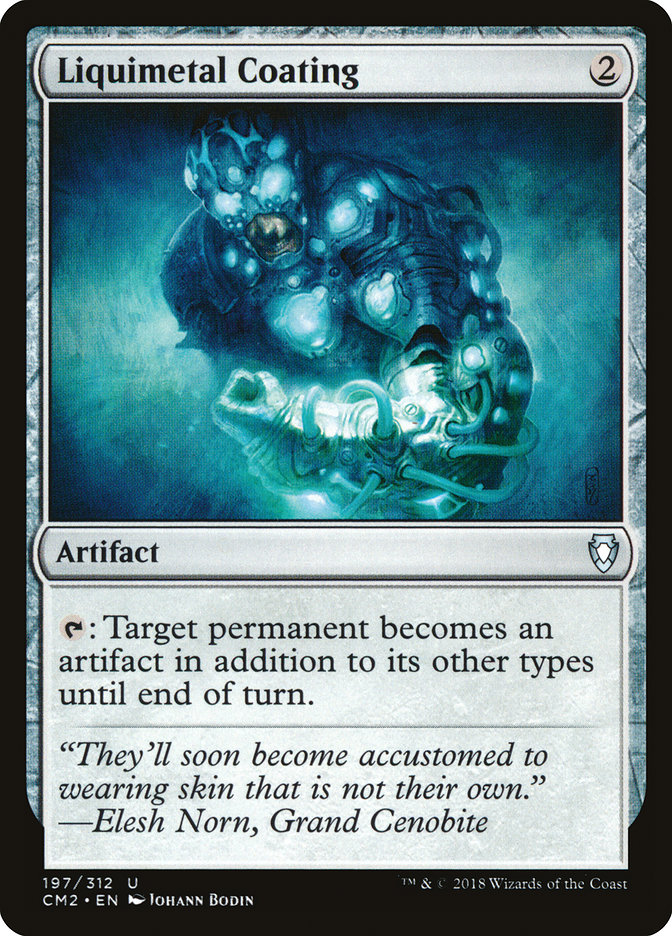 Liquimetal Coating 2
Artifact
: Target permanent becomes an
artifact in addition to its other types
until end of turn.
“They’ll soon become accustomed to
wearing skin that is not their own.”
—Elesh Norn, Grand Cenobite
197/312 U
™ & © 2018 Wizards of the Coast
CM2 • EN Johann Bodin